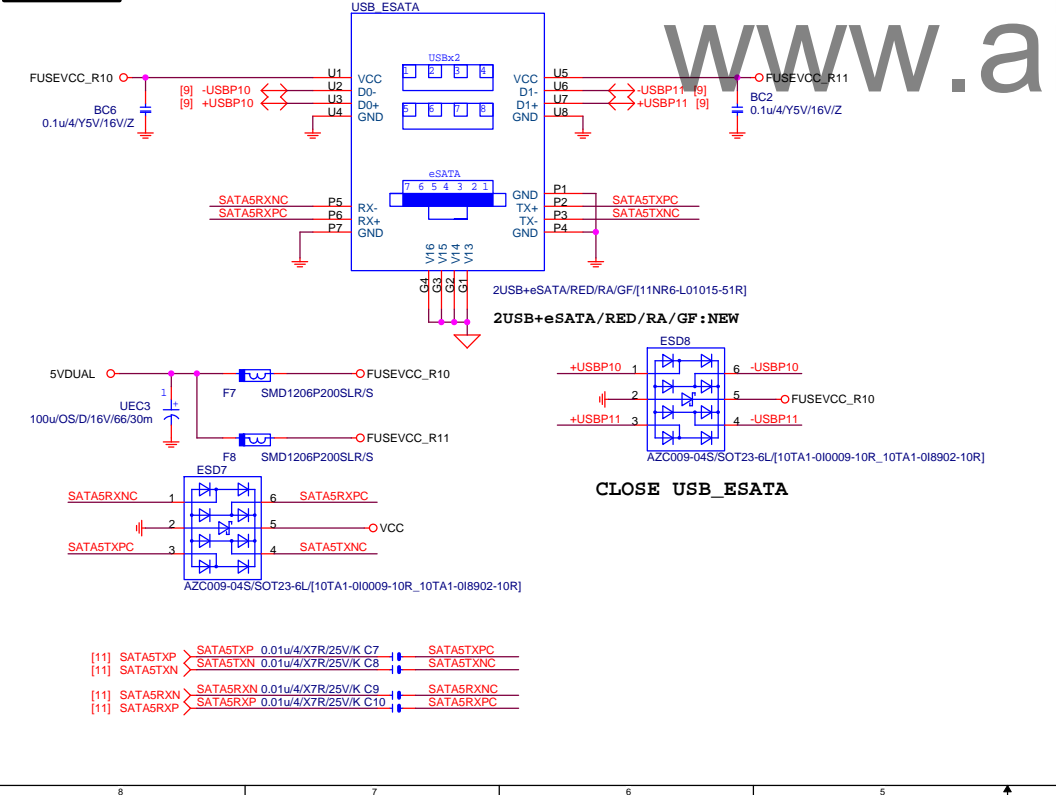 USB_ESATA
www.a
USBx2
1 2 3 4
5 6 7 8
FUSEVCC_R10 U1 VCC VCC U5 FUSEVCC_R11
[9] -USBP10 U2 D0- D1- U6 -USBP11 [9]
[9] +USBP10 U3 D0+ D1+ U7 +USBP11 [9]
U4 GND GND U8
BC6
0.1u/4/Y5V/16V/Z
BC2
0.1u/4/Y5V/16V/Z
eSATA
7 6 5 4 3 2 1
GND P1
SATA5RXNC P5 RX- TX+ P2 SATA5TXPC
SATA5RXPC P6 RX+ TX- P3 SATA5TXNC
P7 GND GND P4
V16 V15 V14 V13
G4 G3 G2 G1
2USB+eSATA/RED/RA/GF/[11NR6-L01015-51R]
2USB+eSATA/RED/RA/GF:NEW
5VDUAL FUSEVCC_R10
F7 SMD1206P200SLR/S
1 +
UEC3
100u/OS/D/16V/66/30m
FUSEVCC_R11
F8 SMD1206P200SLR/S
ESD8
+USBP10 1 6 -USBP10
2 5 FUSEVCC_R10
+USBP11 3 4 -USBP11
AZC009-04S/SOT23-6L/[10TA1-0I0009-10R_10TA1-0I8902-10R]
CLOSE USB_ESATA
ESD7
SATA5RXNC 1 6 SATA5RXPC
2 5 VCC
SATA5TXPC 3 4 SATA5TXNC
AZC009-04S/SOT23-6L/[10TA1-0I0009-10R_10TA1-0I8902-10R]
[11] SATA5TXP SATA5TXP 0.01u/4/X7R/25V/K C7 SATA5TXPC
[11] SATA5TXN SATA5TXN 0.01u/4/X7R/25V/K C8 SATA5TXNC
[11] SATA5RXN SATA5RXN 0.01u/4/X7R/25V/K C9 SATA5RXNC
[11] SATA5RXP SATA5RXP 0.01u/4/X7R/25V/K C10 SATA5RXPC
8 7 6 5